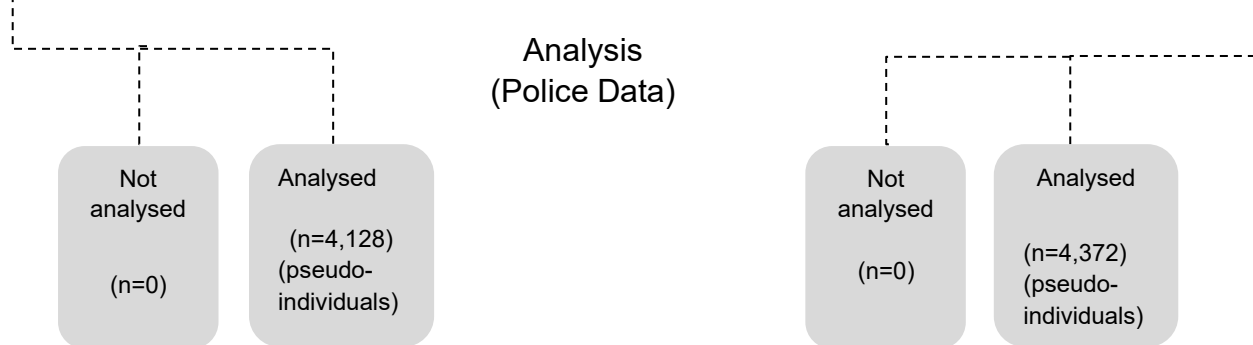 Analysis
(Police Data)
Not
analysed
(n=0)
Analysed
(n=4,128)
(pseudo-
individuals)
Not
analysed
(n=0)
Analysed
(n=4,372)
(pseudo-
individuals)